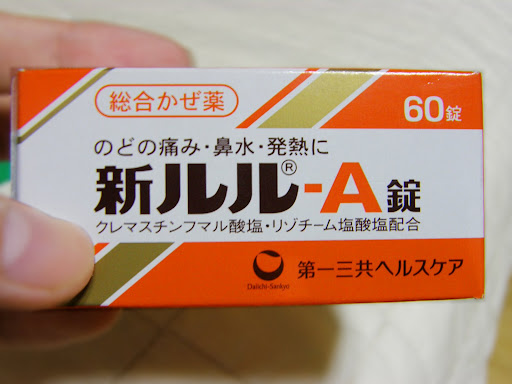 総合かぜ薬
60錠
のどの痛み・鼻水・発熱に
新ルル®-A錠
クレマスチンフマル酸塩・リゾチーム塩酸塩配合
Daiichi-Sankyo
第一三共ヘルスケア